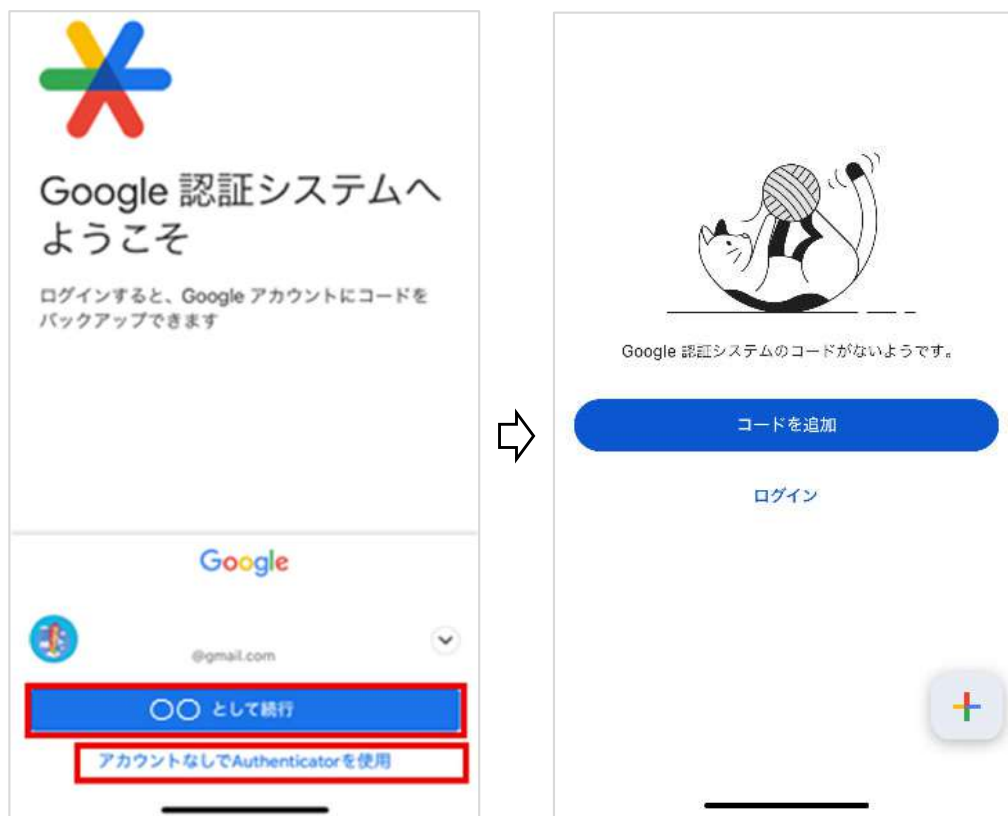 Google 認証システムへ
ようこそ
ログインすると、Google アカウントにコードを
バックアップできます
Google
@gmail.com
〇〇 として続行
アカウントなしでAuthenticatorを使用
Google 認証システムのコードがないようです。
コードを追加
ログイン